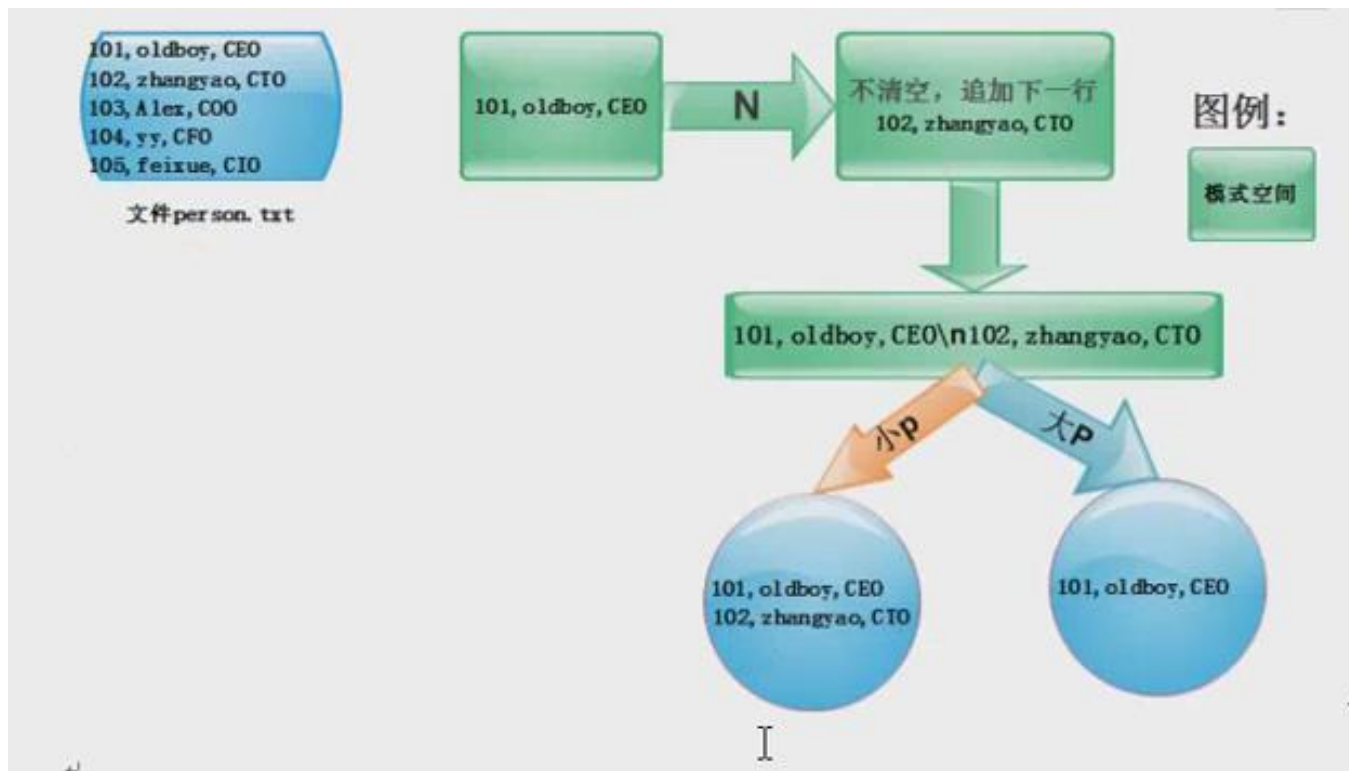 101, oldboy, CEO
102, zhangyao, CTO
103, Alex, COO
104, yy, CFO
105, feixue, CIO
文件person.txt
101, oldboy, CEO
N
不清空，追加下一行
102, zhangyao, CTO
图例：
模式空间
101, oldboy, CEO\n102, zhangyao, CTO
小p
大P
101, oldboy, CEO
102, zhangyao, CTO
101, oldboy, CEO